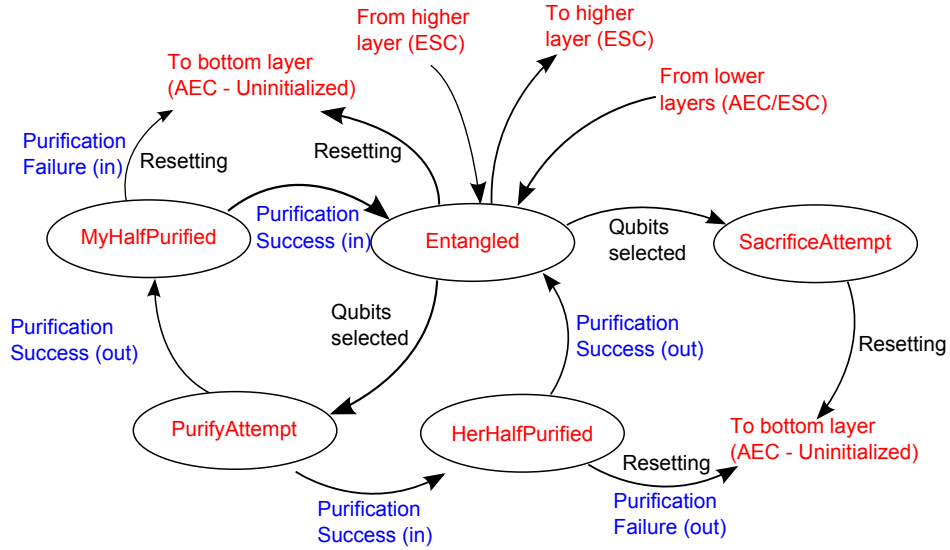 From higher
layer (ESC)
To higher
layer (ESC)
To bottom layer
(AEC - Uninitialized)
From lower
layers (AEC/ESC)
Purification
Failure (in)
Resetting
Resetting
MyHalfPurified
Purification
Success (in)
Entangled
Qubits
selected
SacrificeAttempt
Purification
Success (out)
Qubits
selected
Purification
Success (out)
Resetting
PurifyAttempt
HerHalfPurified
To bottom layer
(AEC - Uninitialized)
Resetting
Purification
Success (in)
Purification
Failure (out)